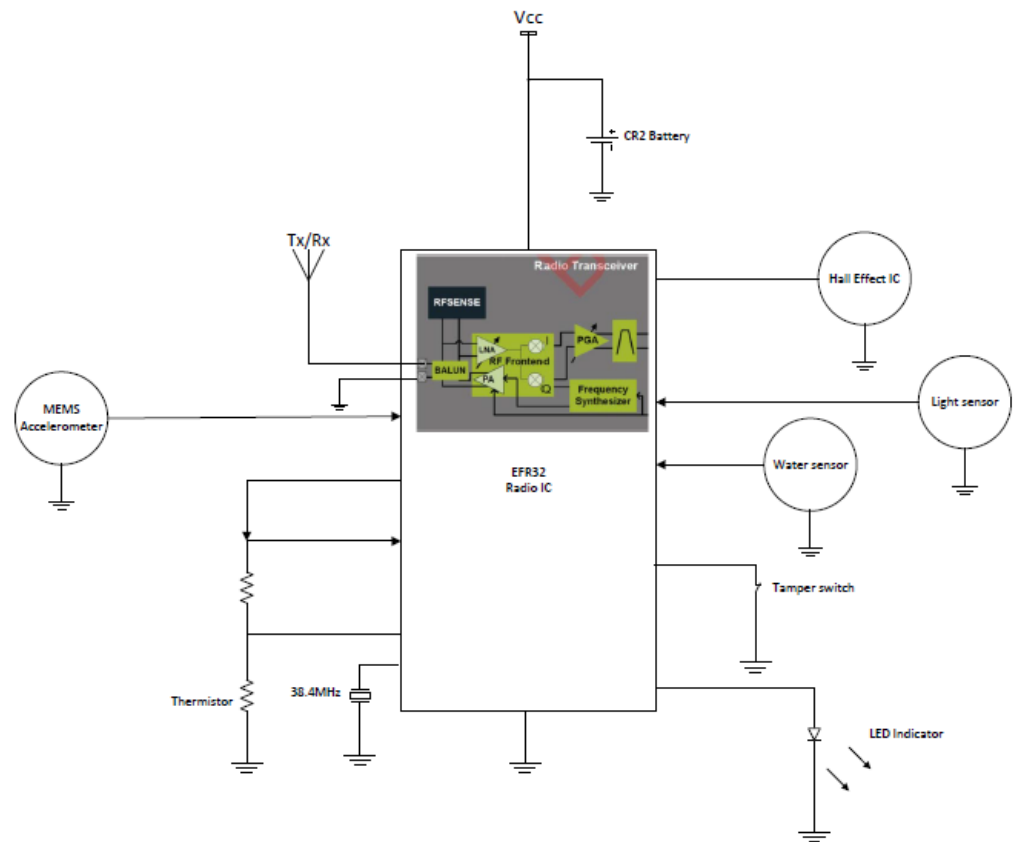 Vcc
CR2 Battery
Tx/Rx
Radio Transceiver
Hall Effect IC
RFSENSE
LNA
I
PGA
RF Frontend
BALUN
PA
Q
Frequency
Synthesizer
MEMS
Accelerometer
Light sensor
EFR32
Radio IC
Water sensor
Tamper switch
Thermistor
38.4MHz
LED Indicator